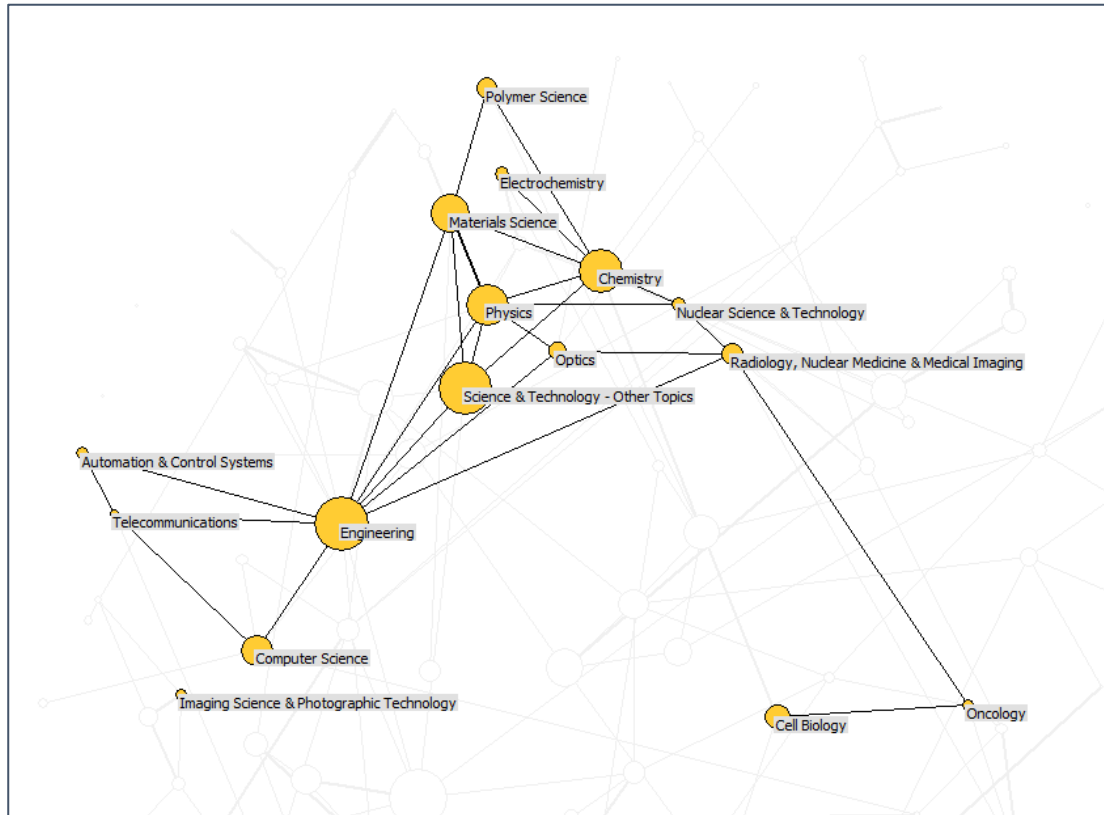 Polymer Science
Electrochemistry
Materials Science
Chemistry
Physics
Nuclear Science & Technology
Optics
Radiology, Nuclear Medicine & Medical Imaging
Science & Technology - Other Topics
Automation & Control Systems
Telecommunications
Engineering
Computer Science
Imaging Science & Photographic Technology
Oncology
Cell Biology